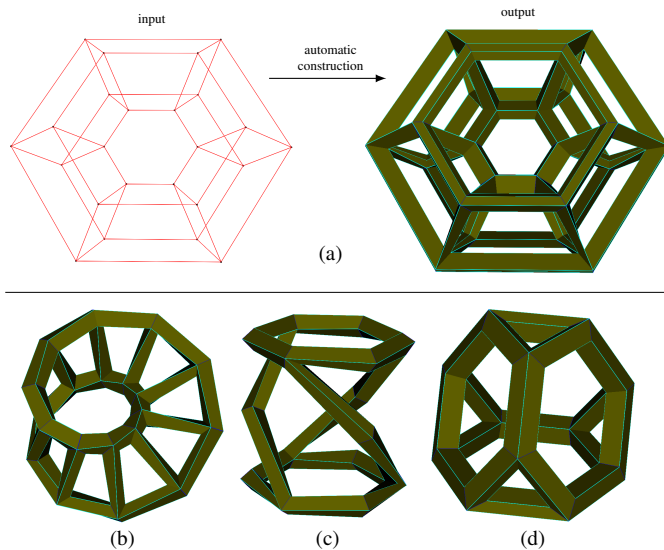 input
output
automatic
construction
(a)
(b)
(c)
(d)